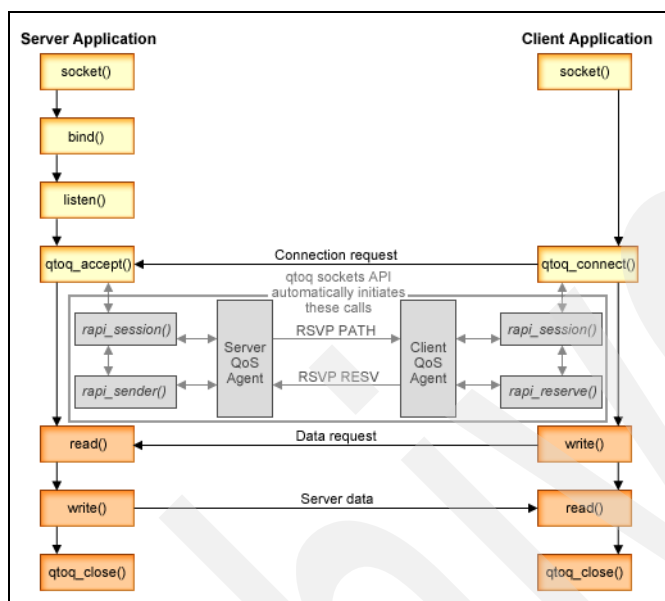 Server Application
Client Application
socket()
socket()
bind()
listen()
Connection request
qtoq_accept()
qtoq_connect()
qtoq sockets API
automatically initiates
these calls
rapi_session()
RSVP PATH
rapi_session()
Server
QoS
Agent
Client
QoS
Agent
rapi_sender()
RSVP RESV
rapi_reserve()
Data request
read()
write()
Server data
write()
read()
qtoq_close()
qtoq_close()